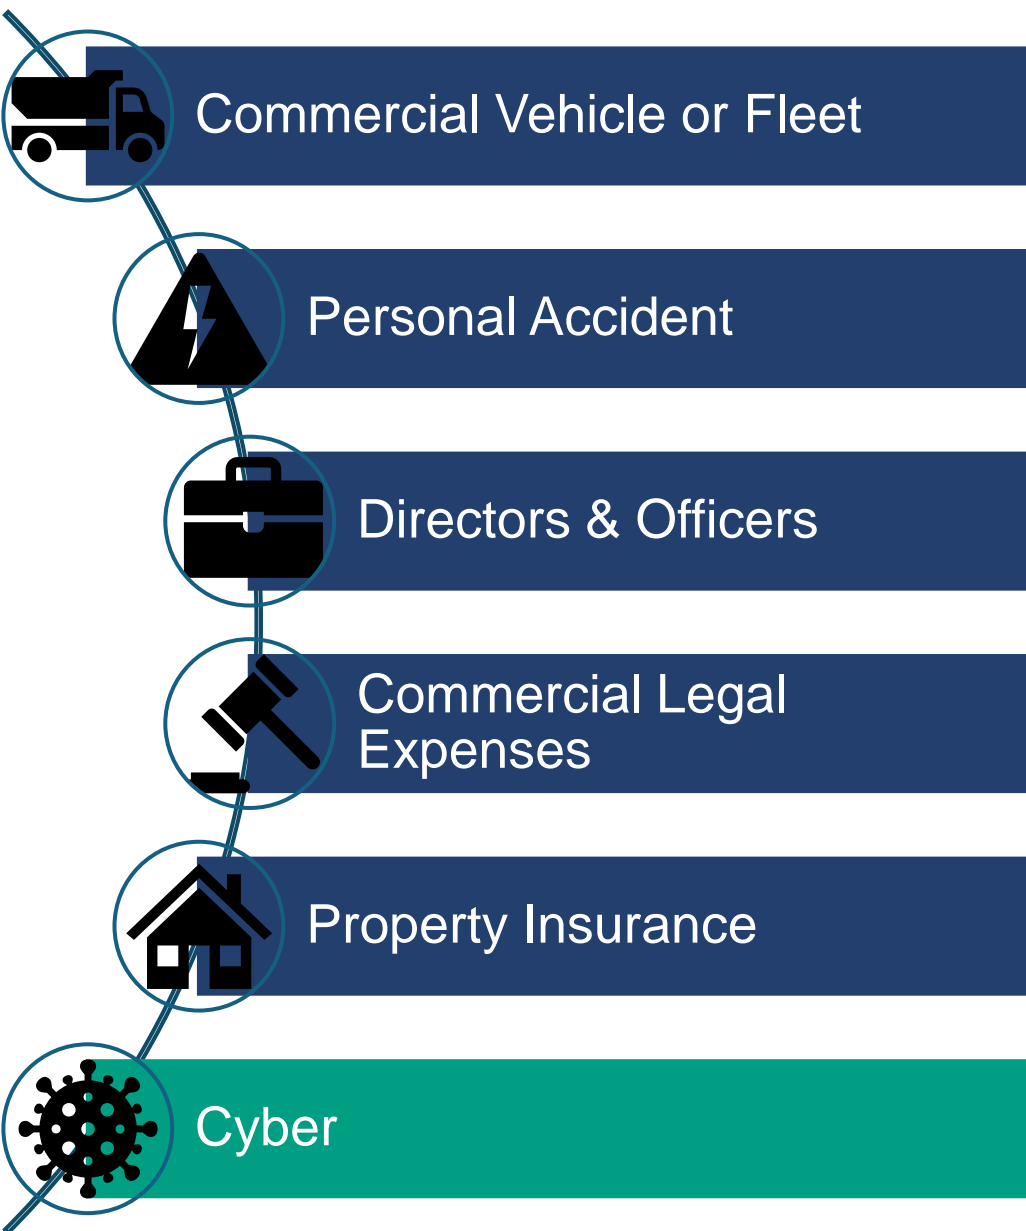 Commercial Vehicle or Fleet
Personal Accident
Directors & Officers
Commercial Legal
Expenses
Property Insurance
Cyber